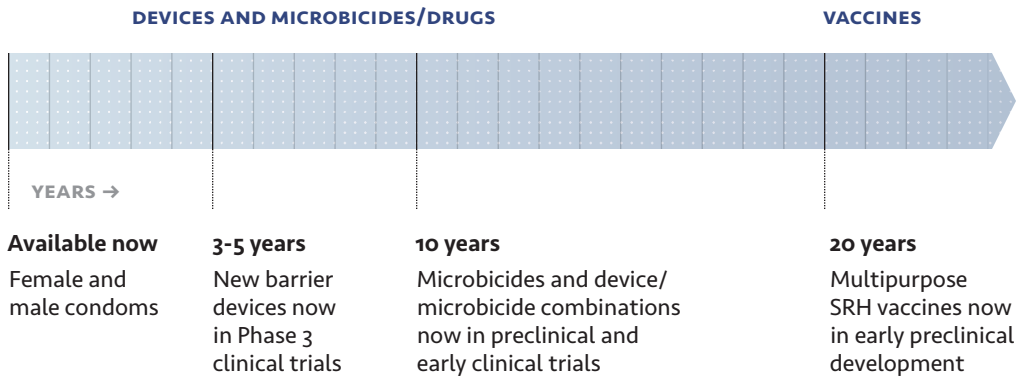 DEVICES AND MICROBICIDES/DRUGS
VACCINES
YEARS →
Available now
Female and
male condoms
3-5 years
New barrier
devices now
in Phase 3
clinical trials
10 years
Microbicides and device/
microbicide combinations
now in preclinical and
early clinical trials
20 years
Multipurpose
SRH vaccines now
in early preclinical
development